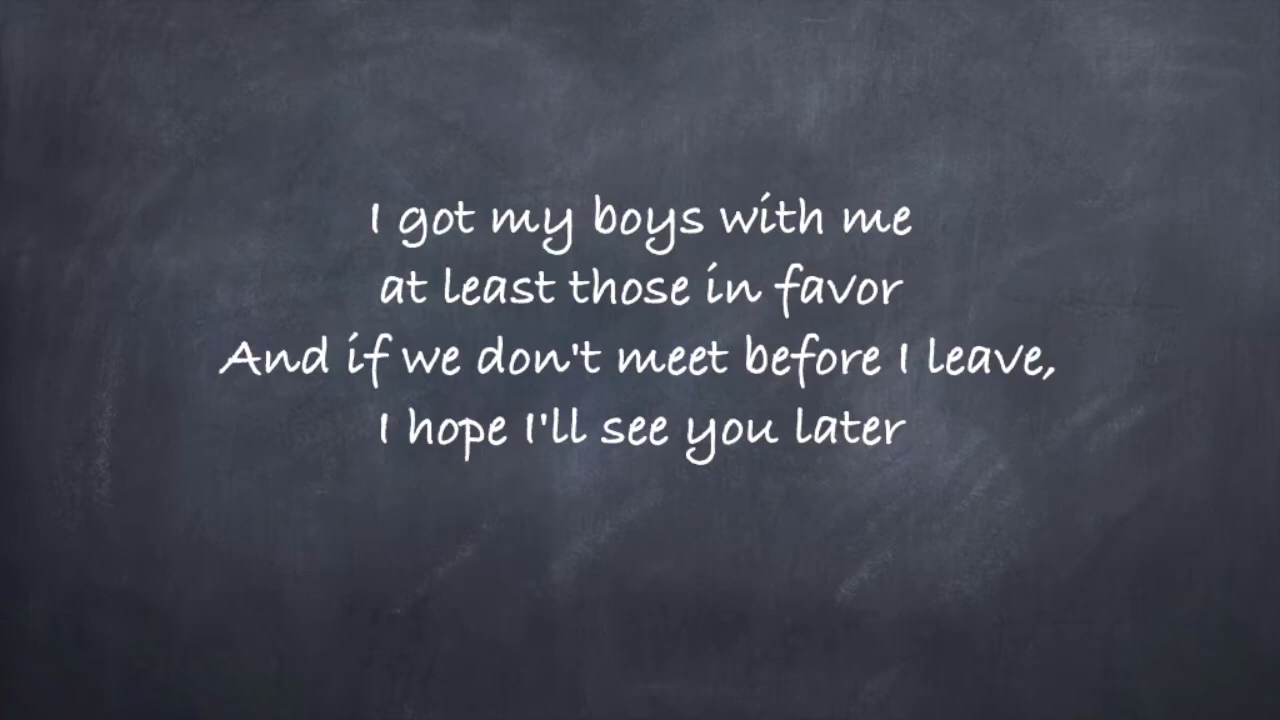 I got my boys with me
at least those in favor
And if we don't meet before I leave,
I hope I'll see you later